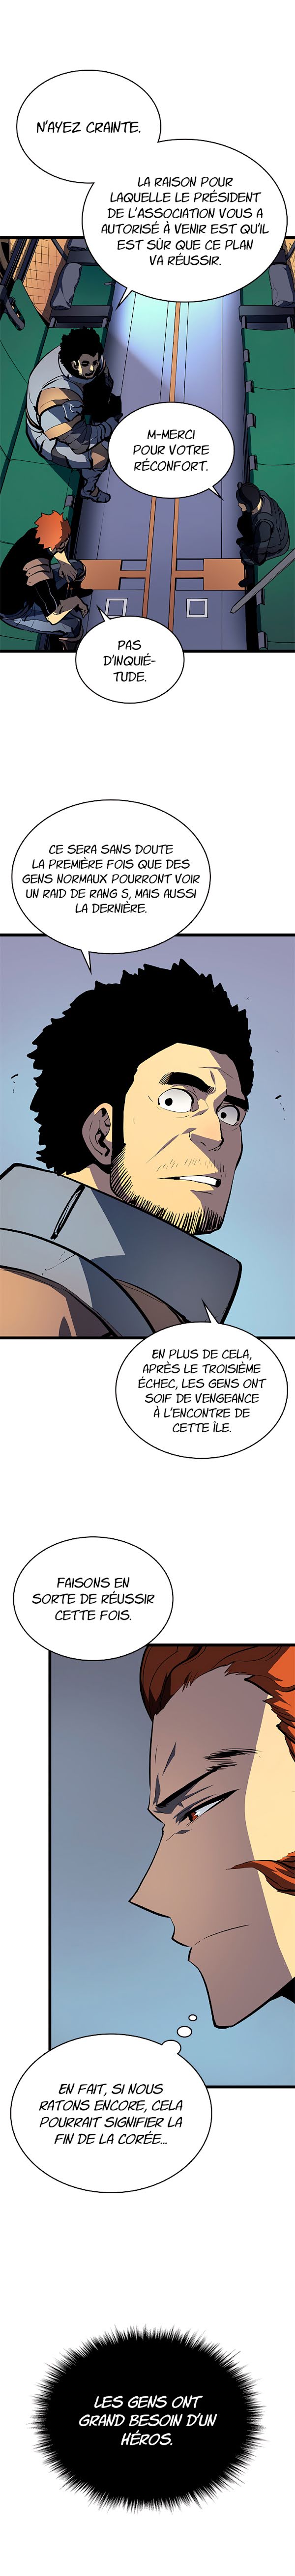 N'AYEZ CRAINTE.
LA RAISON POUR
LAQUELLE LE PRÉSIDENT
DE L'ASSOCIATION VOUS A
AUTORISÉ À VENIR EST QU'IL
EST SÛR QUE CE PLAN
VA RÉUSSIR.
M-MERCI
POUR VOTRE
RÉCONFORT.
PAS
D'INQUIÉ-
TUDE.
CE SERA SANS DOUTE
LA PREMIÈRE FOIS QUE DES
GENS NORMAUX POURRONT VOIR
UN RAID DE RANG S, MAIS AUSSI
LA DERNIÈRE.
EN PLUS DE CELA,
APRÈS LE TROISIÈME
ÉCHEC, LES GENS ONT
SOIF DE VENGEANCE
À L'ENCONTRE DE
CETTE ÎLE.
FAISONS EN
SORTE DE RÉUSSIR
CETTE FOIS.
EN FAIT, SI NOUS
RATONS ENCORE, CELA
POURRAIT SIGNIFIER LA
FIN DE LA CORÉE...
LES GENS ONT
GRAND BESOIN D'UN
HÉROS.